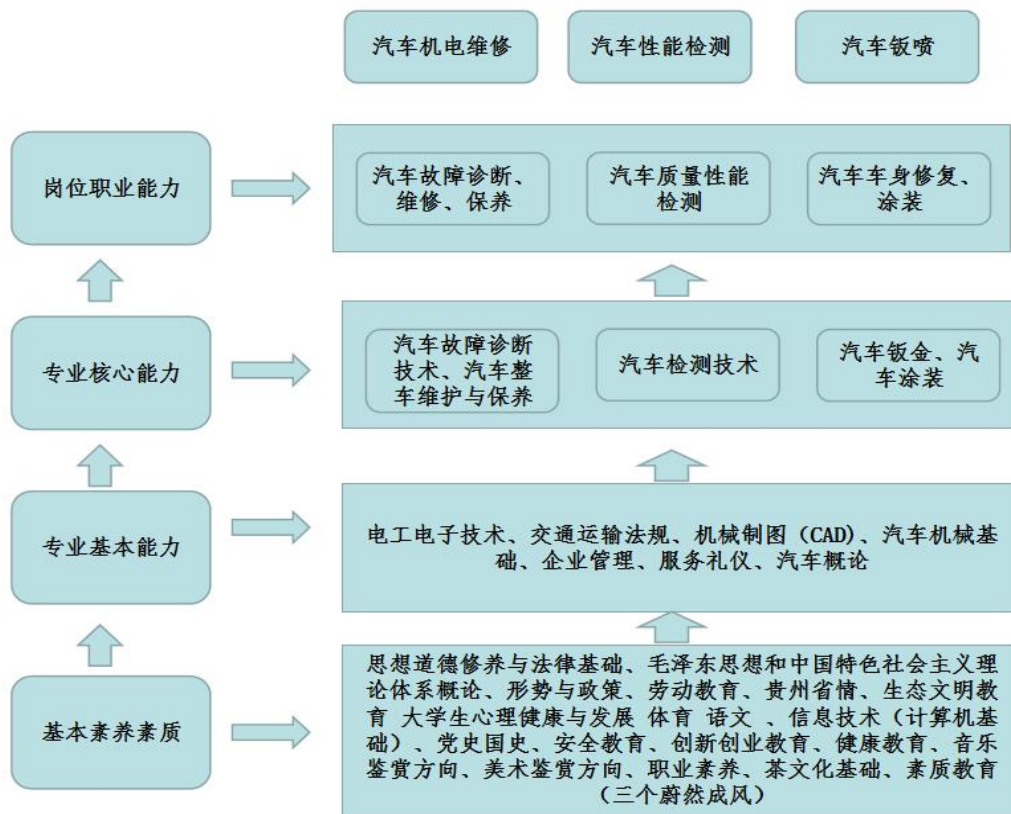 汽车机电维修
汽车性能检测
汽车钣喷
岗位职业能力
汽车故障诊断、
维修、保养
汽车质量性能
检测
汽车车身修复、
涂装
专业核心能力
汽车故障诊断
技术、汽车整
车维护与保养
汽车检测技术
汽车钣金、汽
车涂装
专业基本能力
电工电子技术、交通运输法规、机械制图（CAD)、汽车机械基
础、企业管理、服务礼仪、汽车概论
基本素养素质
思想道德修养与法律基础、毛泽东思想和中国特色社会主义理
论体系概论、形势与政策、劳动教育、贵州省情、生态文明教
育 大学生心理健康与发展 体育 语文 、信息技术（计算机基
础）、党史国史、安全教育、创新创业教育、健康教育、音乐
鉴赏方向、美术鉴赏方向、职业素养、茶文化基础、素质教育
（三个蔚然成风）